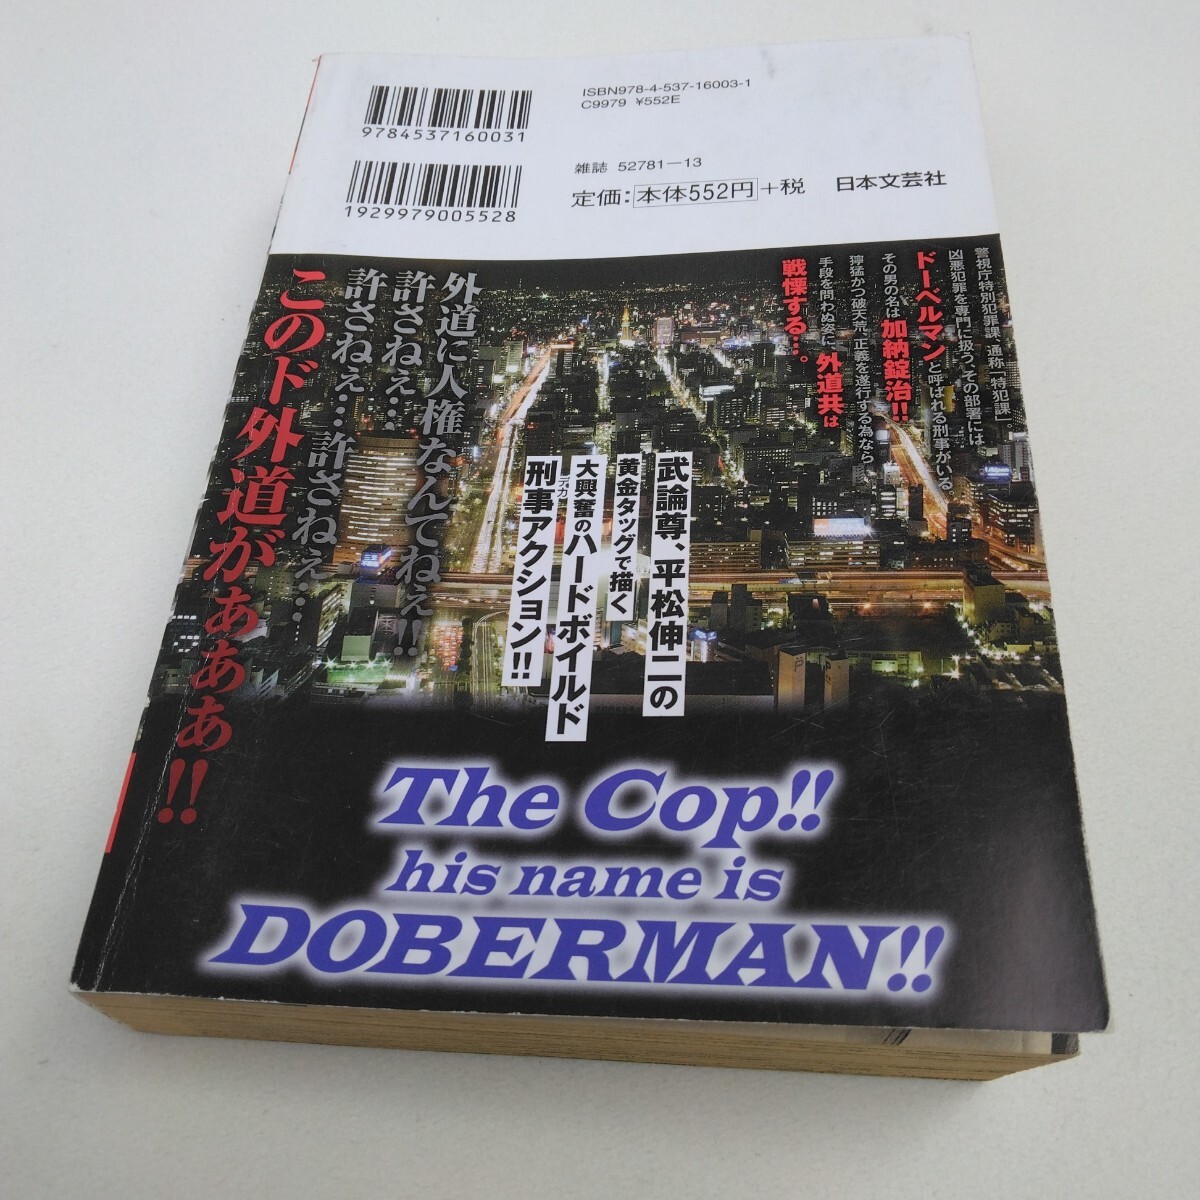 ISBN978-4-537-16003-1
C9979 ¥552E
9784537160031
雑誌 52781-13
1929979005528
定価:本体552円+税
日本文芸社
警視庁特別犯罪課、通称「特犯課」。
凶悪犯罪を専門に扱うその部署には、
ドーベルマンと呼ばれる刑事がいる。
その男の名は加納錠治!!
獰猛かつ破天荒、正義を遂行する為なら
手段を問わぬ姿に、外道共は
戦慄する…。
外道に人権なんてねぇ!!
許さねぇ…
許さねぇ…許さねぇ…
このド外道がぁぁぁ!!
武論尊、平松伸二の
黄金タッグで描く
大興奮のハードボイルド
刑事アクション!!
デカ
The Cop!!
his name is
DOBERMAN!!